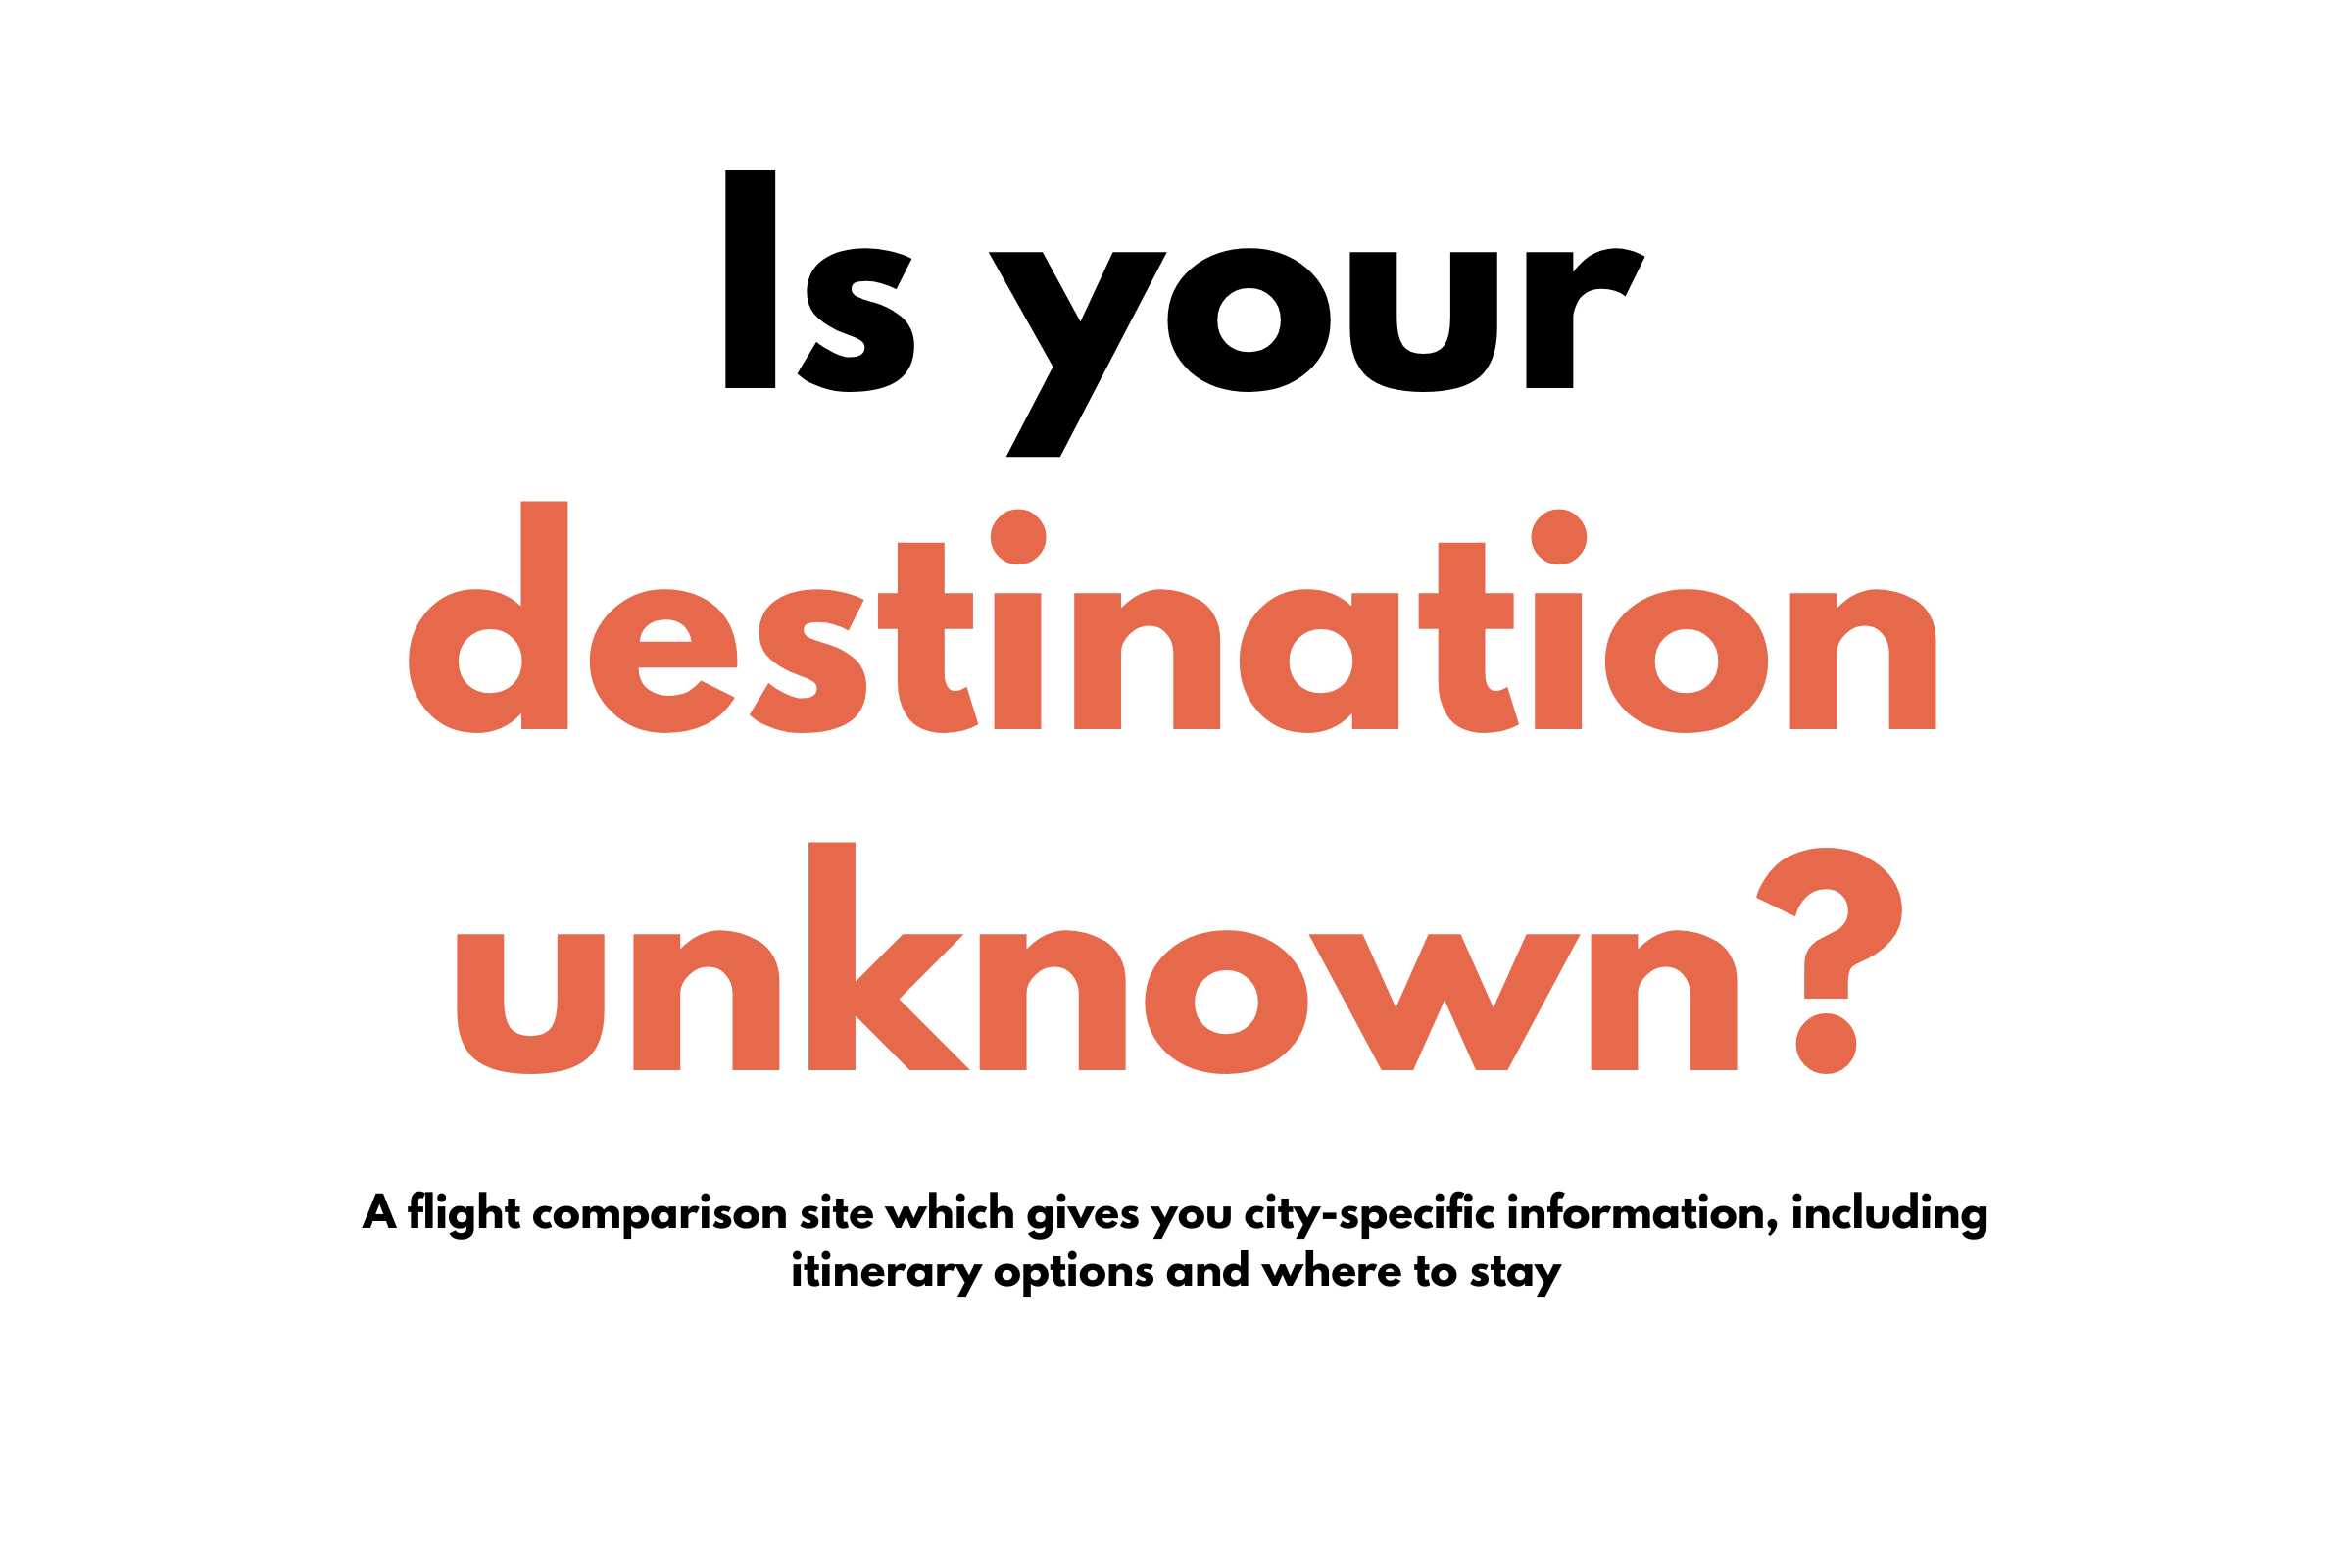 Is your
destination
unknown?
A flight comparison site which gives you city-specific information, including
itinerary options and where to stay